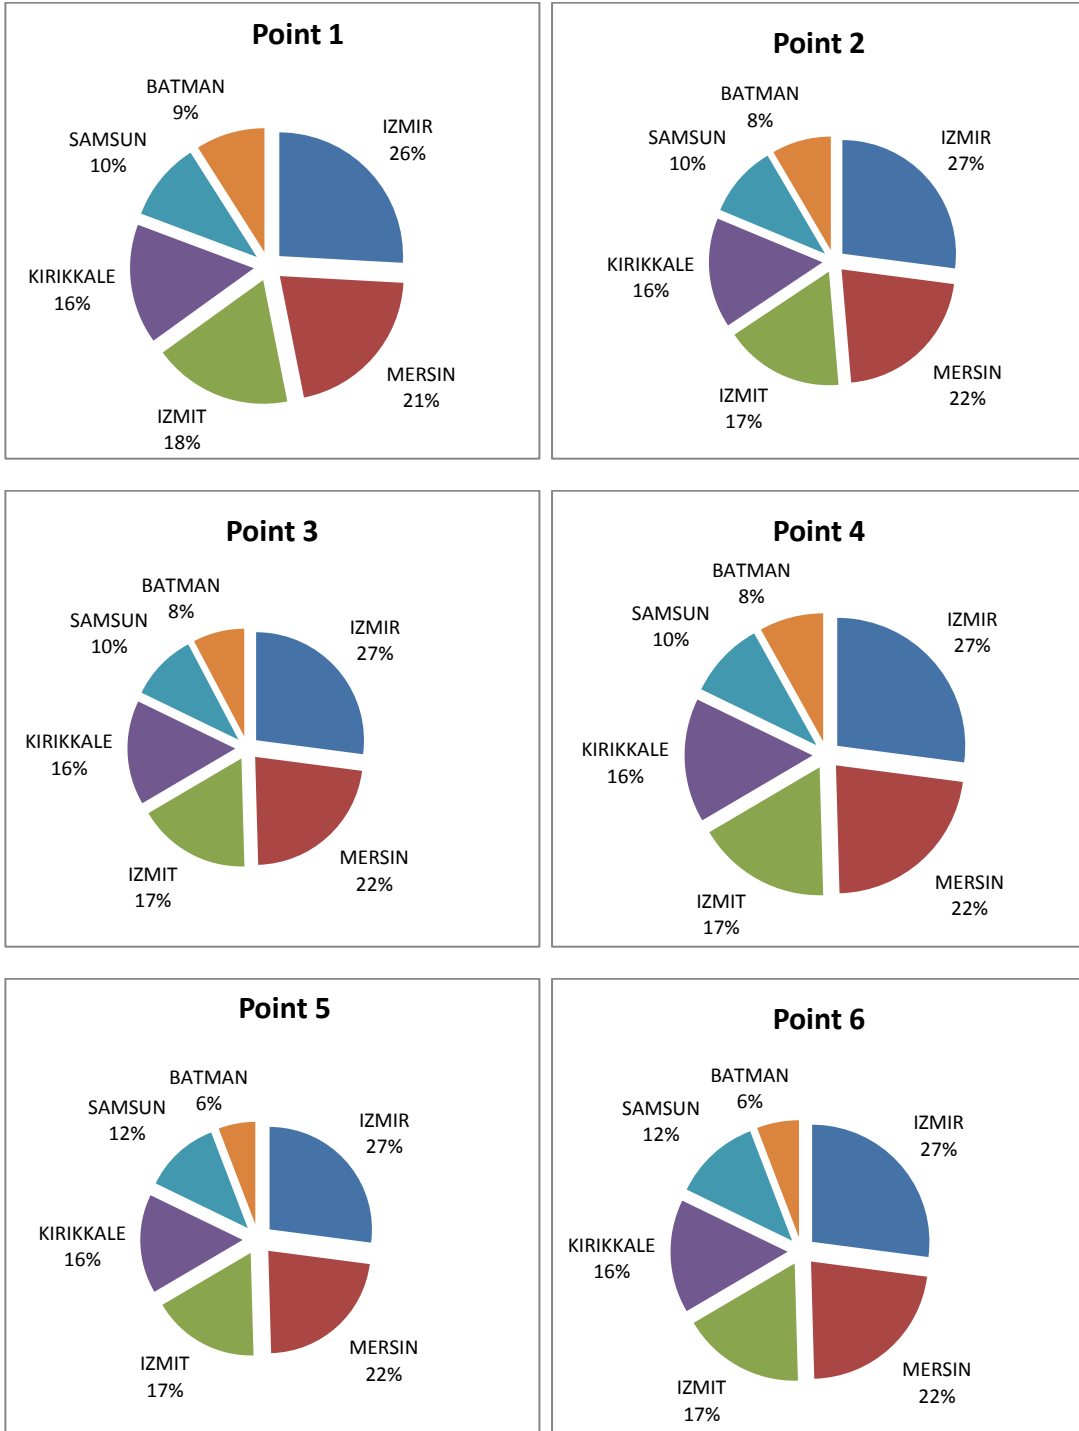 Point 1
BATMAN
9%
IZMIR
26%
SAMSUN
10%
KIRIKKALE
16%
MERSIN
21%
IZMIT
18%
Point 2
BATMAN
8%
IZMIR
27%
SAMSUN
10%
KIRIKKALE
16%
MERSIN
22%
IZMIT
17%
Point 3
BATMAN
8%
IZMIR
27%
SAMSUN
10%
KIRIKKALE
16%
MERSIN
22%
IZMIT
17%
Point 4
BATMAN
8%
IZMIR
27%
SAMSUN
10%
KIRIKKALE
16%
MERSIN
22%
IZMIT
17%
Point 5
BATMAN
6%
IZMIR
27%
SAMSUN
12%
KIRIKKALE
16%
MERSIN
22%
IZMIT
17%
Point 6
BATMAN
6%
IZMIR
27%
SAMSUN
12%
KIRIKKALE
16%
MERSIN
22%
IZMIT
17%